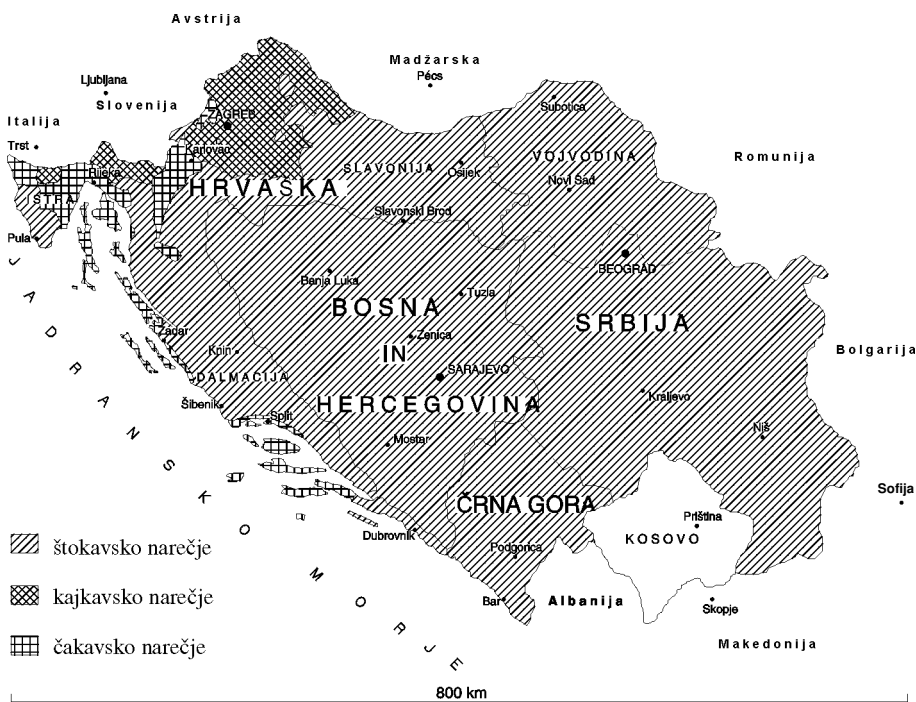 Avstrija
Madžarska
Pécs
Ljubljana
Slovenija
Italija
Trst
ZAGREB
Karlovac
Rijeka
ISTRA
Pula
HRVAŠKA
SLAVONIJA
Osijek
Slavonski Brod
Subotica
VOJVODINA
Novi Sad
Romunija
BEOGRAD
Banja Luka
Tuzla
BOSNA
IN
HERCEGOVINA
Zenica
SARAJEVO
Mostar
SRBIJA
Kraljevo
Niš
Bolgarija
Sofija
Zadar
Knin
DALMACIJA
Šibenik
Split
Dubrovnik
ČRNA GORA
Podgorica
Bar
Albanija
Priština
KOSOVO
Skopje
Makedonija
JADRANSKO MORJE
štokavsko narečje
kajkavsko narečje
čakavsko narečje
800 km